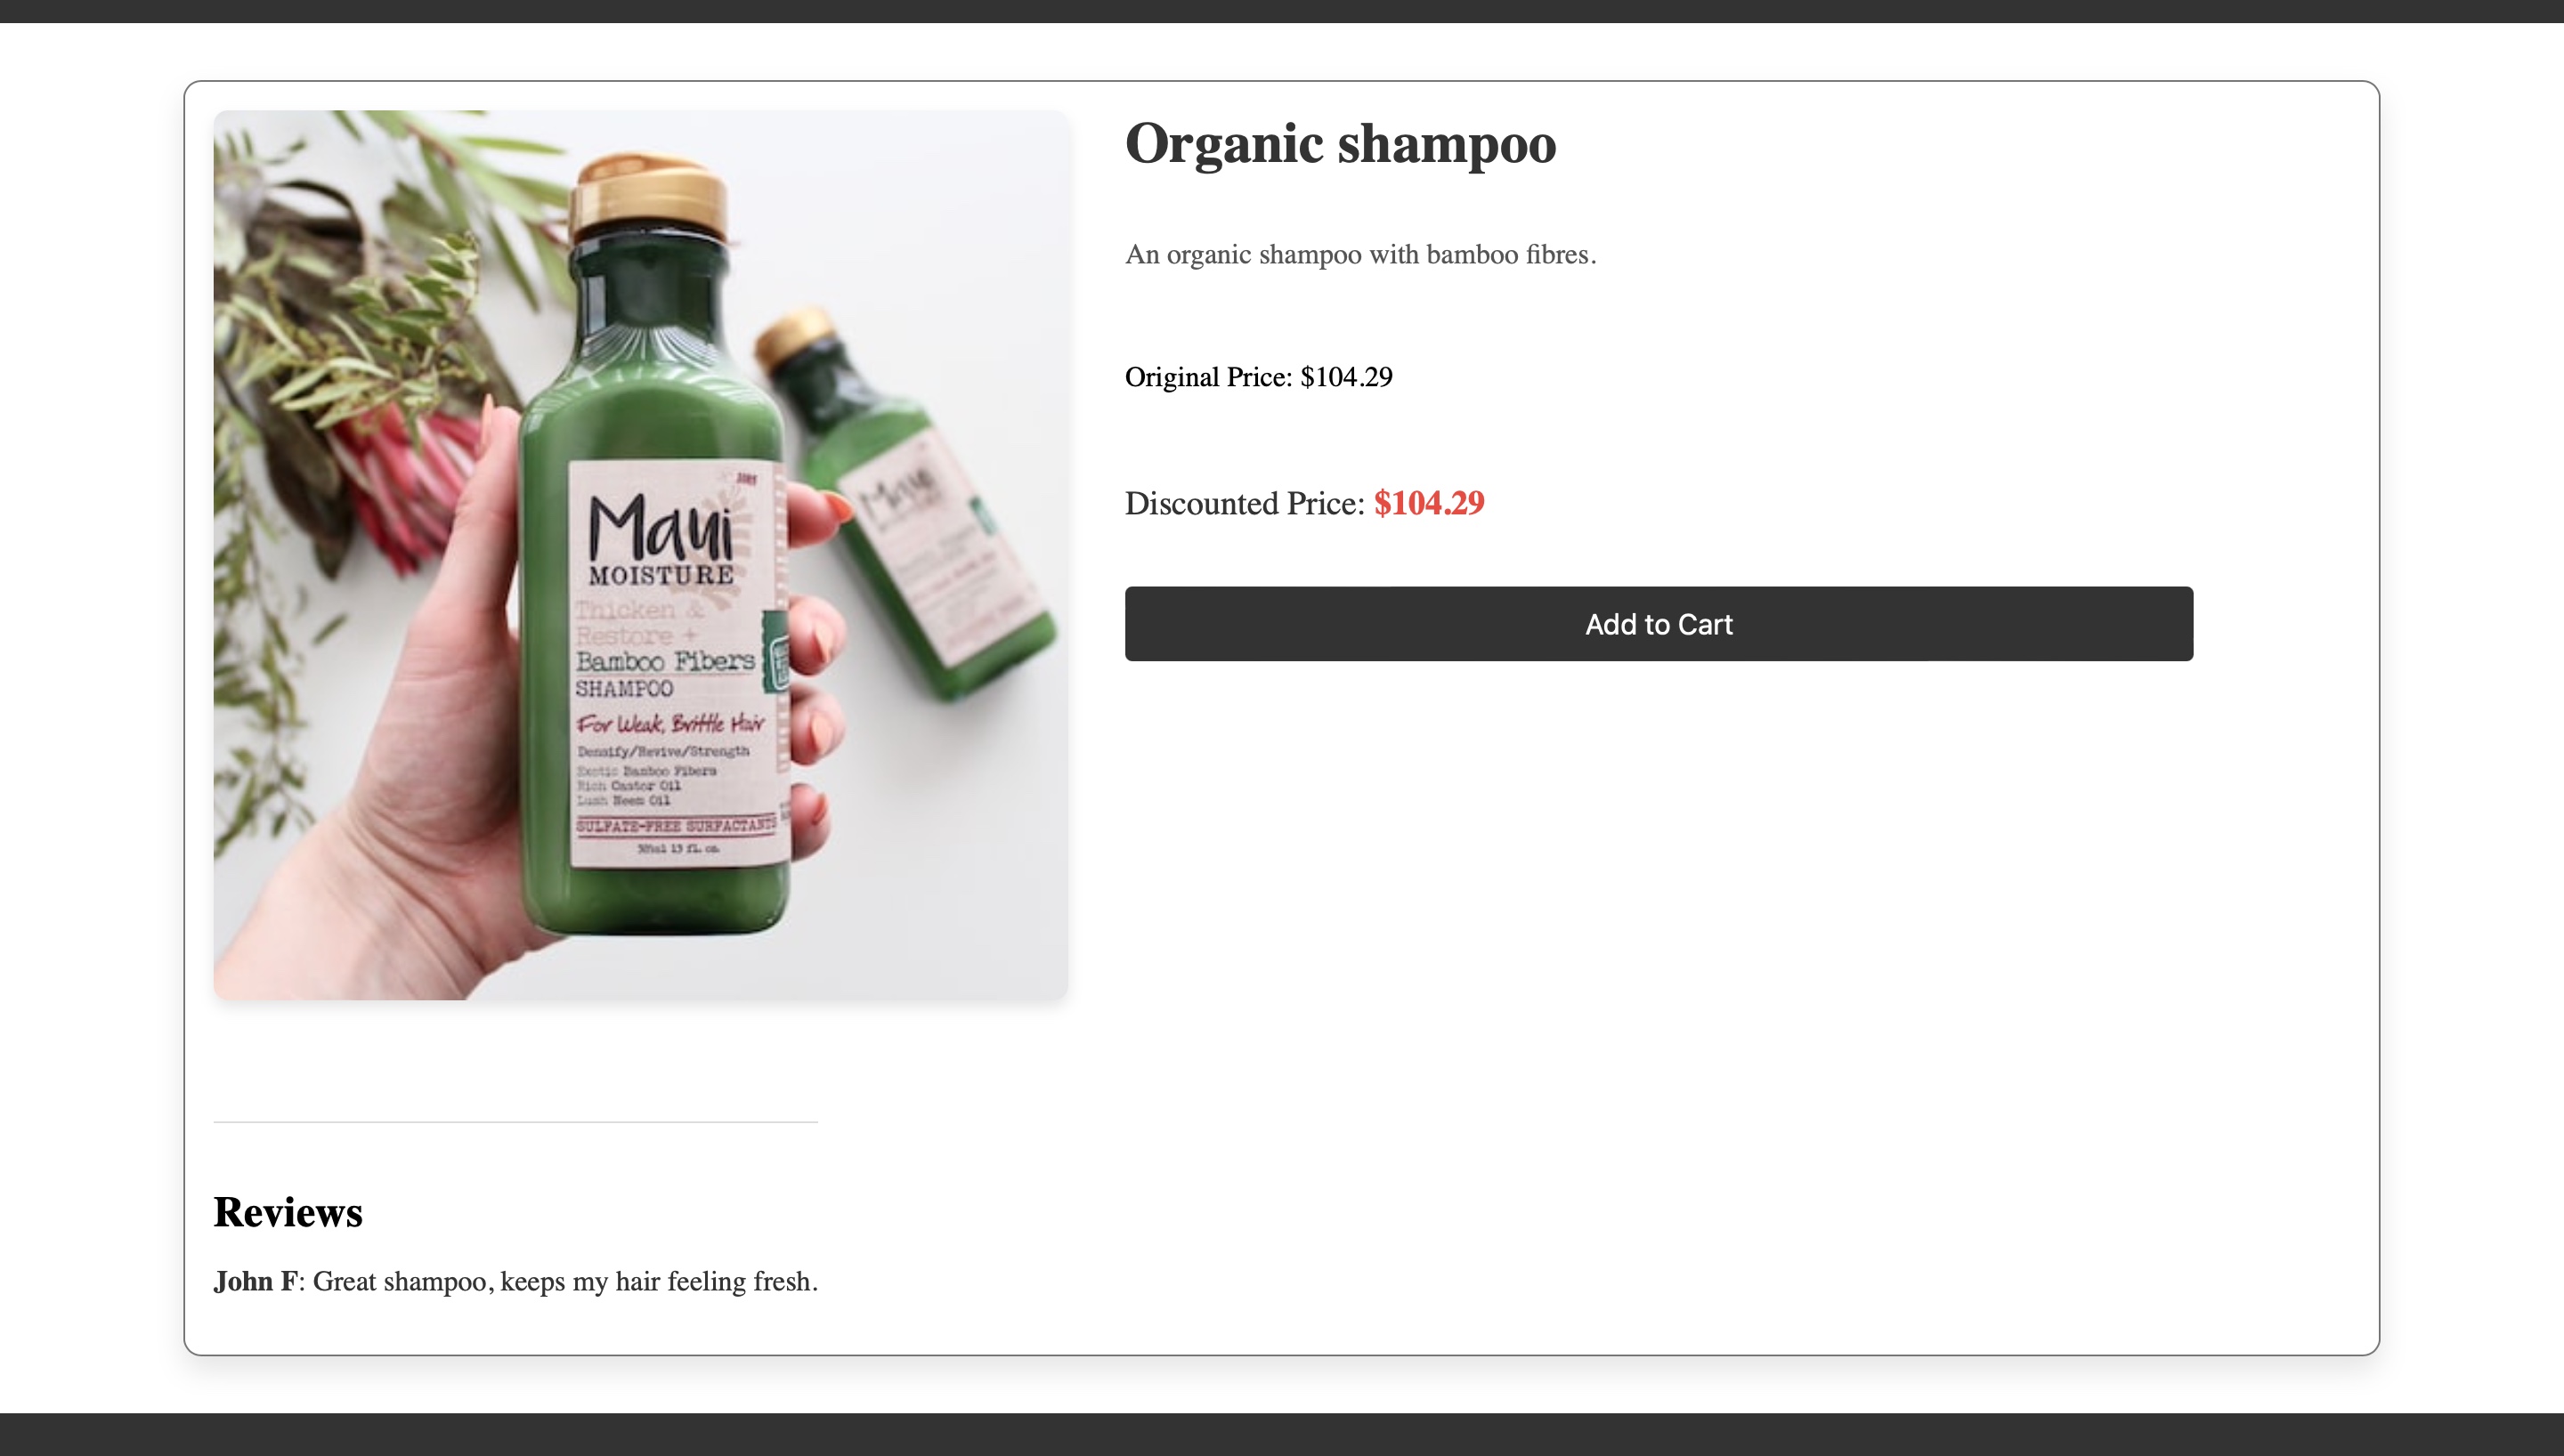 Organic shampoo
An organic shampoo with bamboo fibres.
Original Price: $104.29
Discounted Price: $104.29
Add to Cart
Maui
MOISTURE
Thicken &
Restore +
Bamboo Fibers
SHAMPOO
For Weak, Brittle Hair
Densify/Revive/Strength
Exotic Bamboo Fibers
Rich Castor Oil
Lush Neem Oil
SULFATE-FREE SURFACTANTS
13 fl. oz.
Maui
Reviews
John F: Great shampoo, keeps my hair feeling fresh.